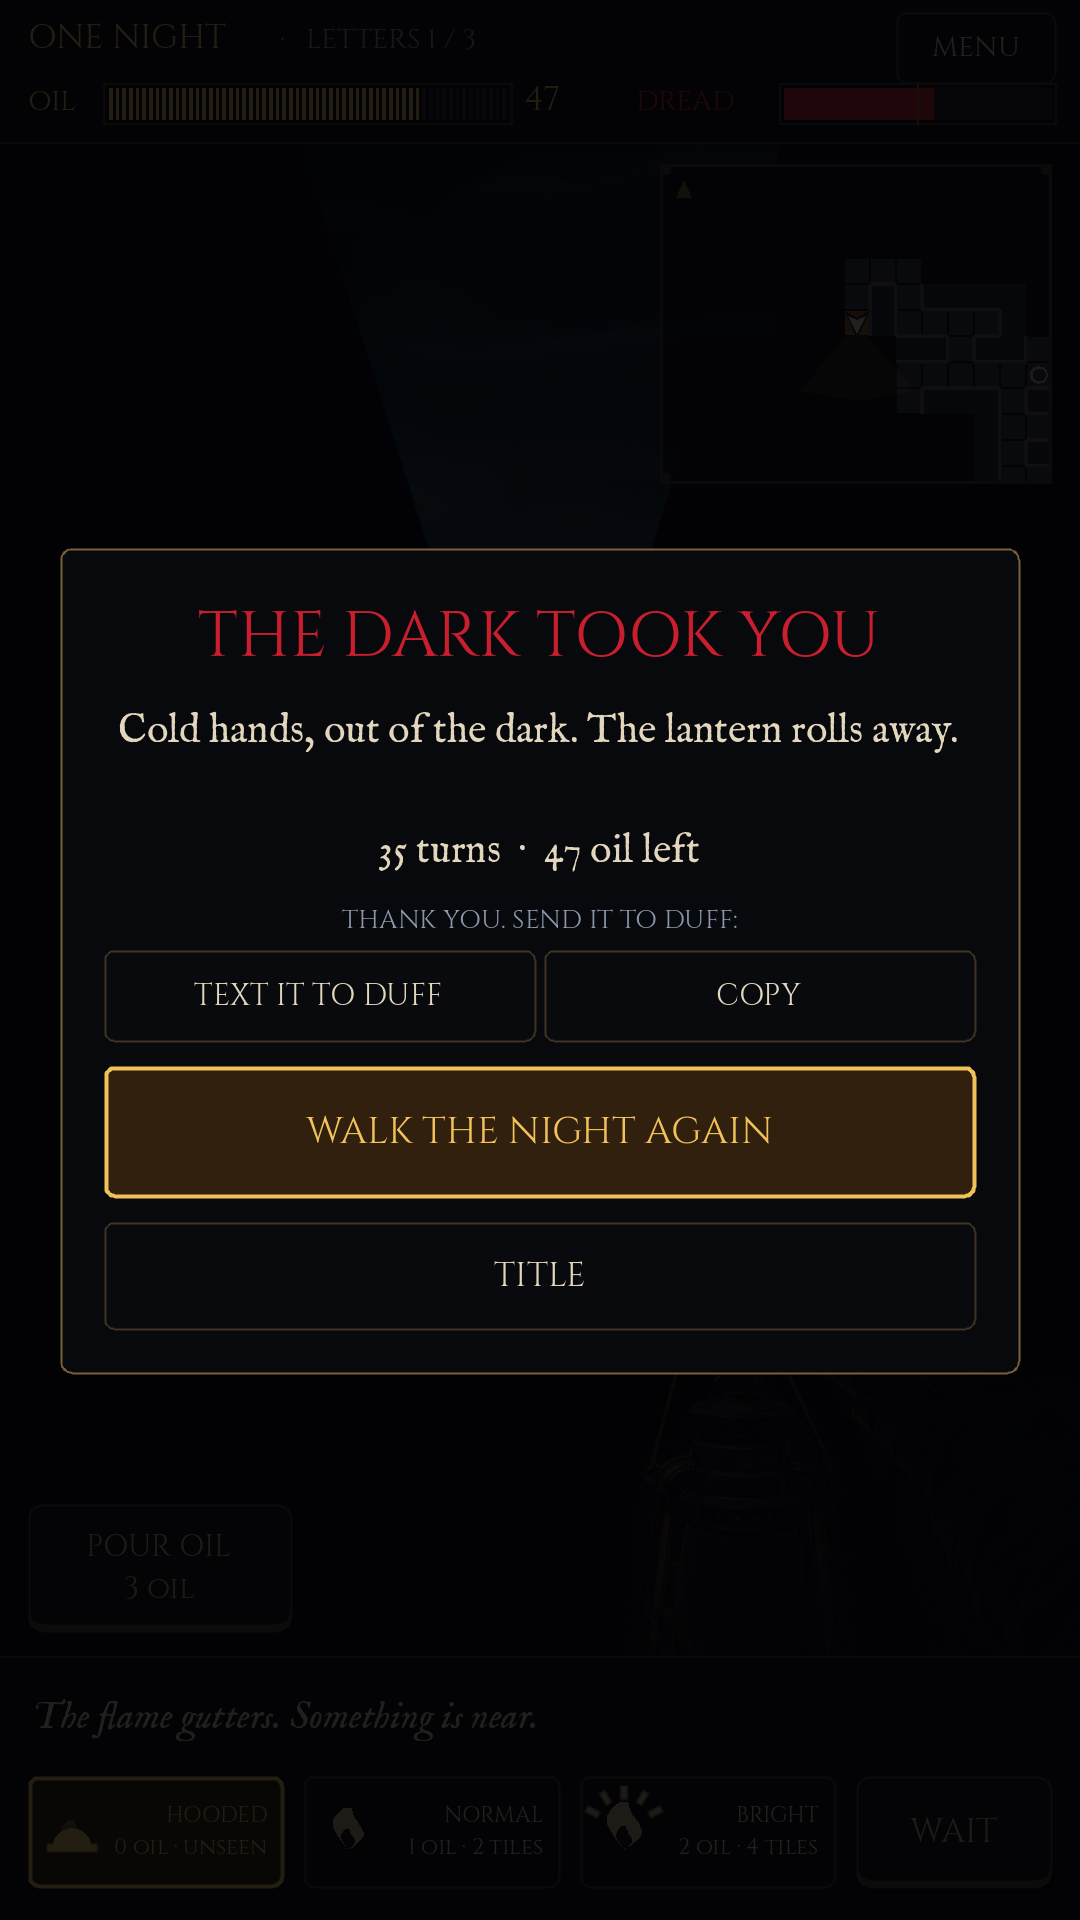 ONE NIGHT · LETTERS 1 / 3
MENU
OIL 47 DREAD
THE DARK TOOK YOU
Cold hands, out of the dark. The lantern rolls away.
35 turns · 47 oil left
THANK YOU. SEND IT TO DUFF:
TEXT IT TO DUFF
COPY
WALK THE NIGHT AGAIN
TITLE
POUR OIL
3 OIL
The flame gutters. Something is near.
HOODED
0 OIL · UNSEEN
NORMAL
1 OIL · 2 TILES
BRIGHT
2 OIL · 4 TILES
WAIT